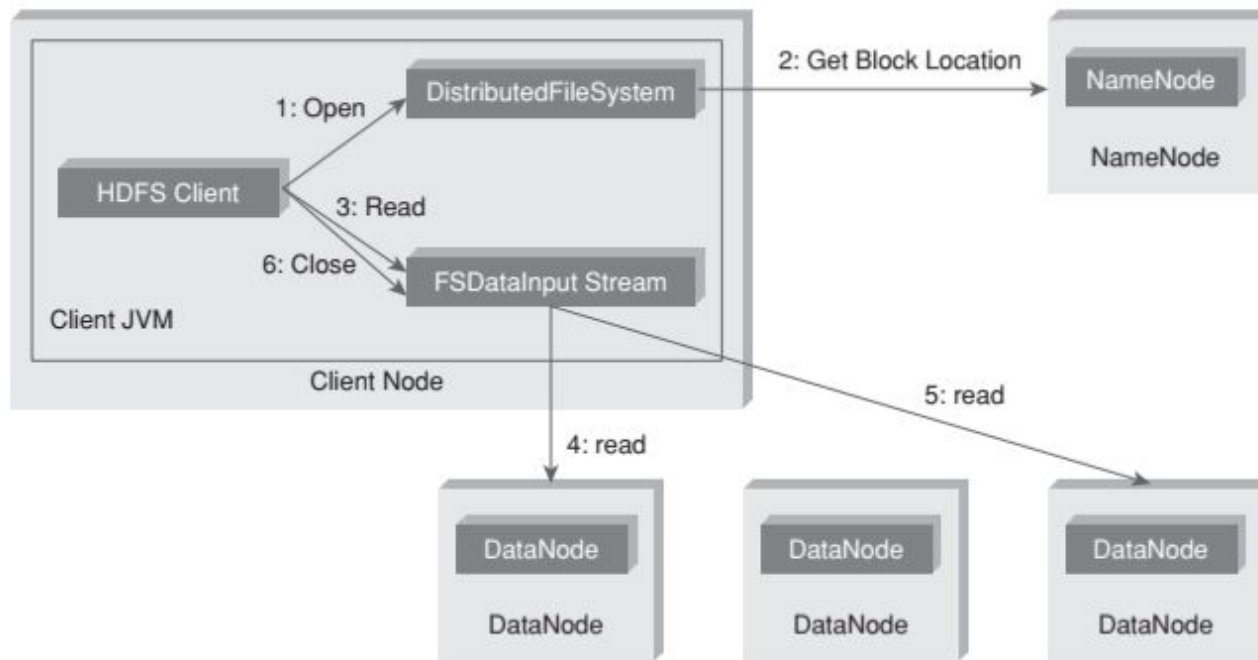 2: Get Block Location
DistributedFileSystem
NameNode
1: Open
NameNode
HDFS Client
3: Read
6: Close
FSDataInput Stream
Client JVM
Client Node
5: read
4: read
DataNode
DataNode
DataNode
DataNode
DataNode
DataNode